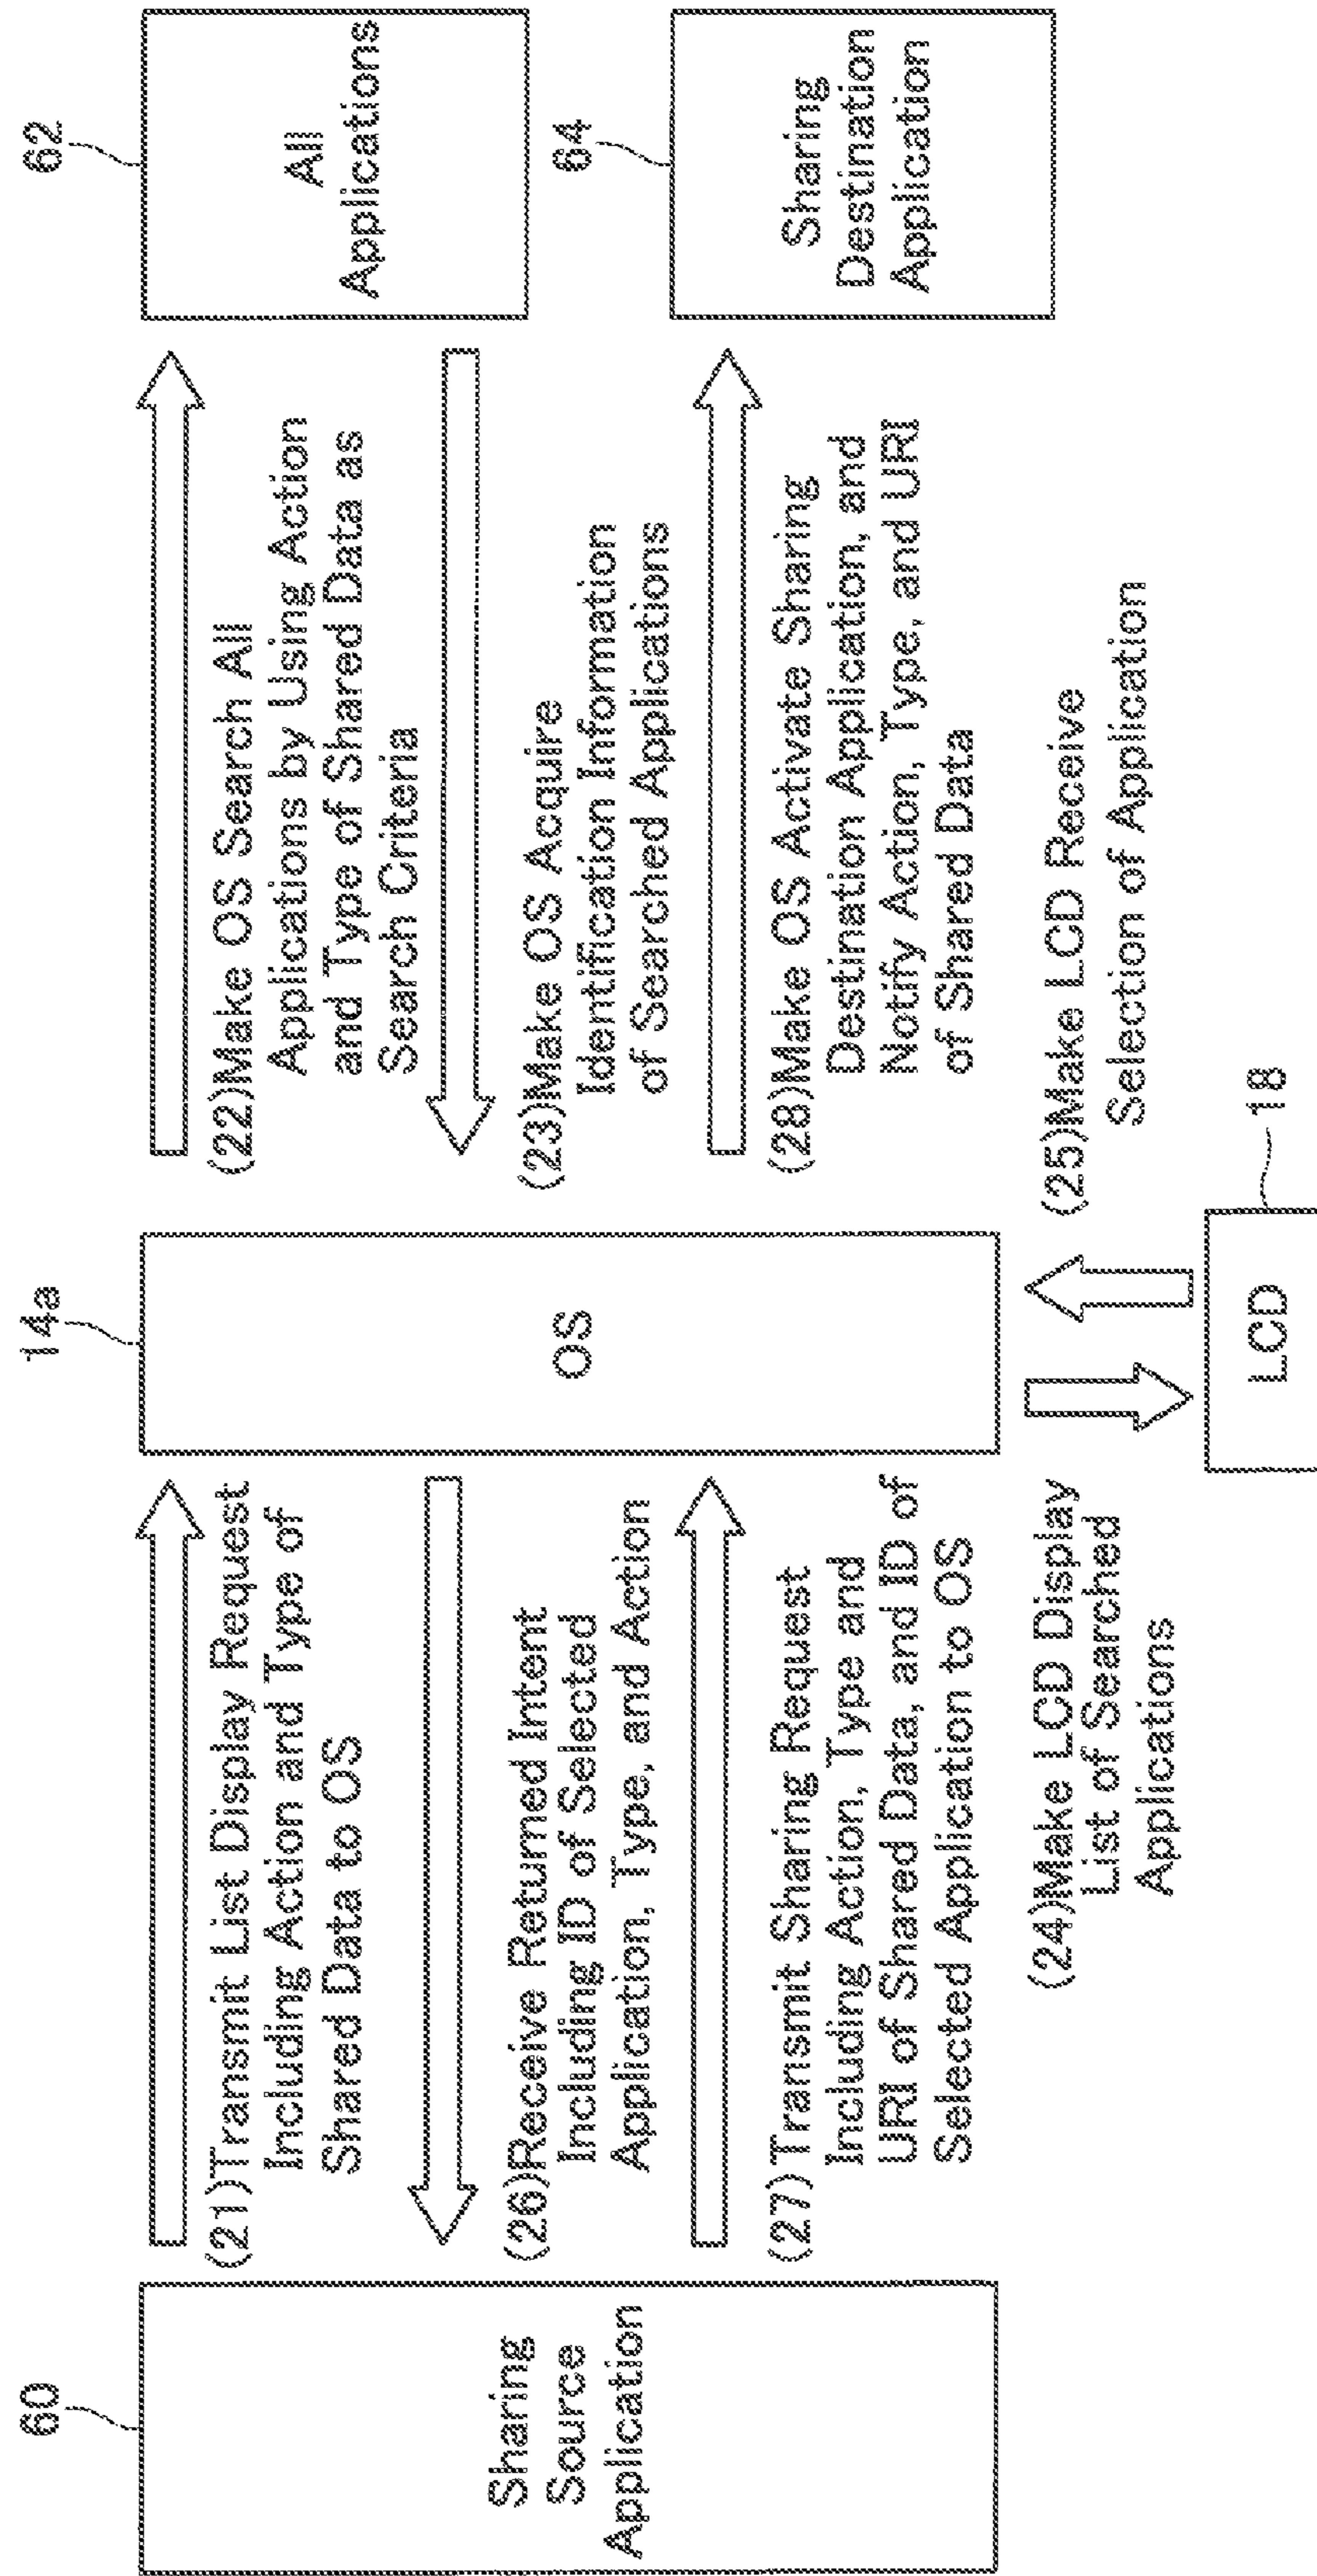 60
Sharing
Source
Application
(21)Transmit List Display Request
Including Action and Type of
Shared Data to OS
(26)Receive Returned Intent
Including ID of Selected
Application, Type, and Action
(27)Transmit Sharing Request
Including Action, Type and
URI of Shared Data, and ID of
Selected Application to OS
(24)Make LCD Display
List of Searched
Applications
14a
OS
LCD
18
(22)Make OS Search All
Applications by Using Action
and Type of Shared Data as
Search Criteria
(23)Make OS Acquire
Identification Information
of Searched Applications
(28)Make OS Activate Sharing
Destination Application, and
Notify Action, Type, and URI
of Shared Data
(25)Make LCD Receive
Selection of Application
62
All
Applications
64
Sharing
Destination
Application